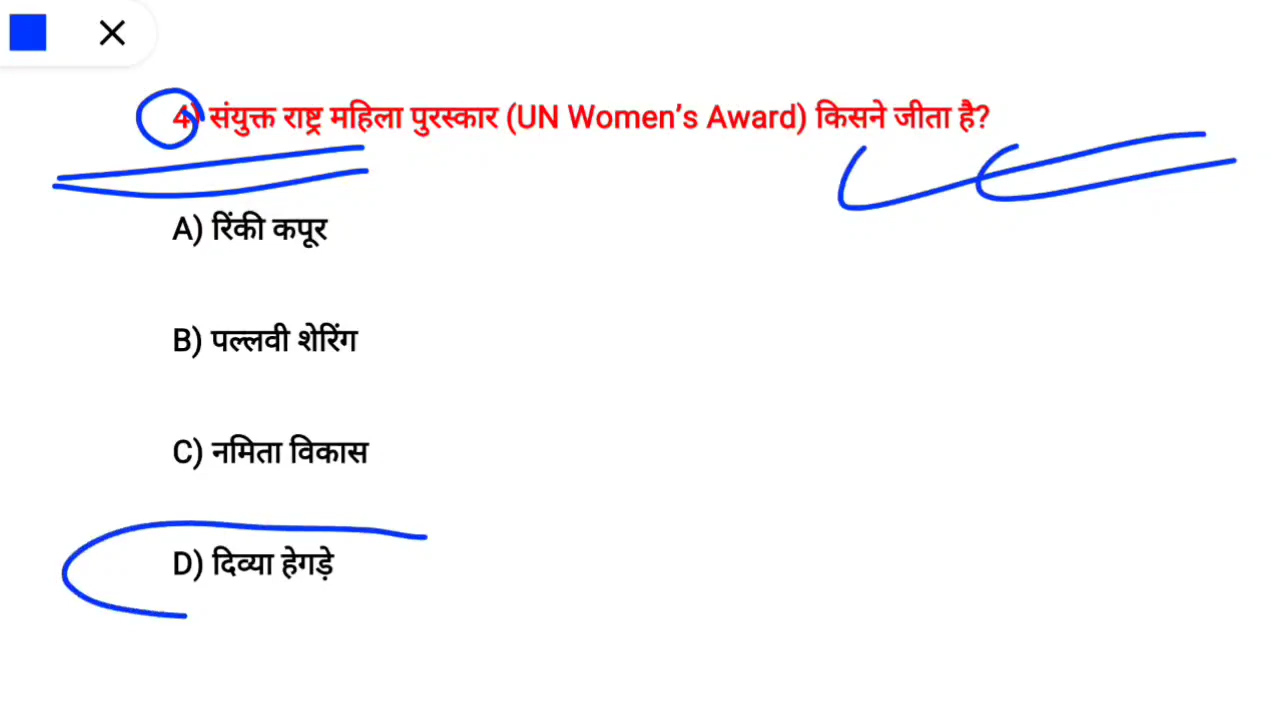 4) संयुक्त राष्ट्र महिला पुरस्कार (UN Women's Award) किसने जीता है?
A) रिंकी कपूर
B) पल्लवी शेरिंग
C) नमिता विकास
D) दिव्या हेगड़े